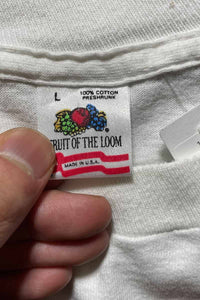 L
100% COTTON
PRESHRUNK
FRUIT OF THE LOOM
MADE IN U.S.A.